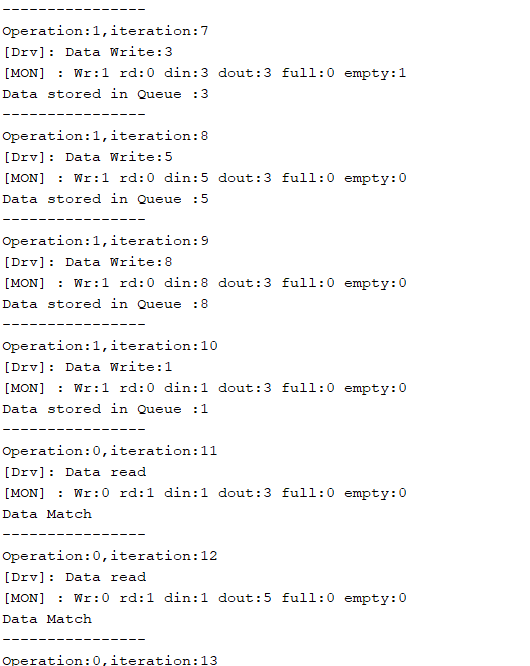 ----------------
Operation:1,iteration:7
[Drv]: Data Write:3
[MON] : Wr:1 rd:0 din:3 dout:3 full:0 empty:1
Data stored in Queue :3
----------------
Operation:1,iteration:8
[Drv]: Data Write:5
[MON] : Wr:1 rd:0 din:5 dout:3 full:0 empty:0
Data stored in Queue :5
----------------
Operation:1,iteration:9
[Drv]: Data Write:8
[MON] : Wr:1 rd:0 din:8 dout:3 full:0 empty:0
Data stored in Queue :8
----------------
Operation:1,iteration:10
[Drv]: Data Write:1
[MON] : Wr:1 rd:0 din:1 dout:3 full:0 empty:0
Data stored in Queue :1
----------------
Operation:0,iteration:11
[Drv]: Data read
[MON] : Wr:0 rd:1 din:1 dout:3 full:0 empty:0
Data Match
----------------
Operation:0,iteration:12
[Drv]: Data read
[MON] : Wr:0 rd:1 din:1 dout:5 full:0 empty:0
Data Match
----------------
Operation:0,iteration:13